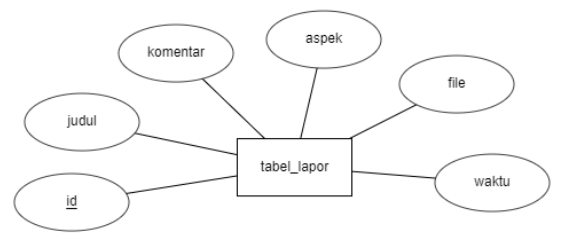 aspek
komentar
file
judul
tabel_lapor
waktu
id